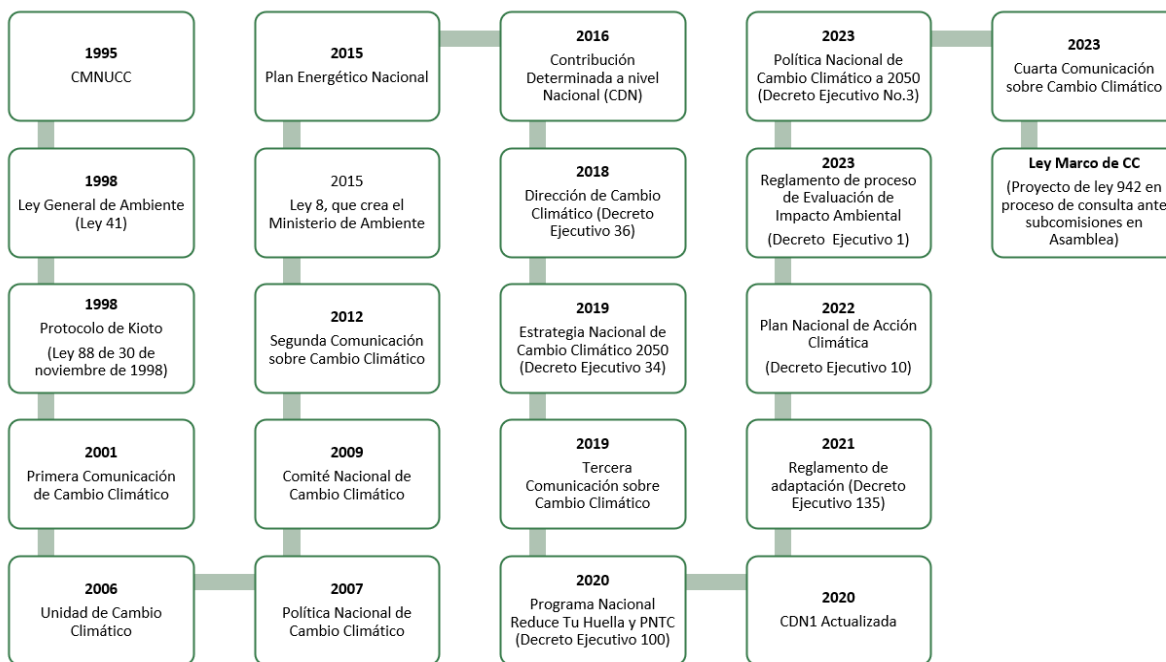 1995
CMNUCC
1998
Ley General de Ambiente
(Ley 41)
1998
Protocolo de Kioto
(Ley 88 de 30 de
noviembre de 1998)
2001
Primera Comunicación
de Cambio Climático
2006
Unidad de Cambio
Climático
2007
Política Nacional de
Cambio Climático
2009
Comité Nacional de
Cambio Climático
2012
Segunda Comunicación
sobre Cambio Climático
2015
Ley 8, que crea el
Ministerio de Ambiente
2015
Plan Energético Nacional
2016
Contribución
Determinada a nivel
Nacional (CDN)
2018
Dirección de Cambio
Climático (Decreto
Ejecutivo 36)
2019
Estrategia Nacional de
Cambio Climático 2050
(Decreto Ejecutivo 34)
2019
Tercera
Comunicación sobre
Cambio Climático
2020
Programa Nacional
Reduce Tu Huella y PNTC
(Decreto Ejecutivo 100)
2020
CDN1 Actualizada
2021
Reglamento de
adaptación (Decreto
Ejecutivo 135)
2022
Plan Nacional de Acción
Climática
(Decreto Ejecutivo 10)
2023
Reglamento de proceso
de Evaluación de
Impacto Ambiental
(Decreto Ejecutivo 1)
2023
Política Nacional de
Cambio Climático a 2050
(Decreto Ejecutivo No.3)
2023
Cuarta Comunicación
sobre Cambio Climático
Ley Marco de CC
(Proyecto de ley 942 en
proceso de consulta ante
subcomisiones en
Asamblea)